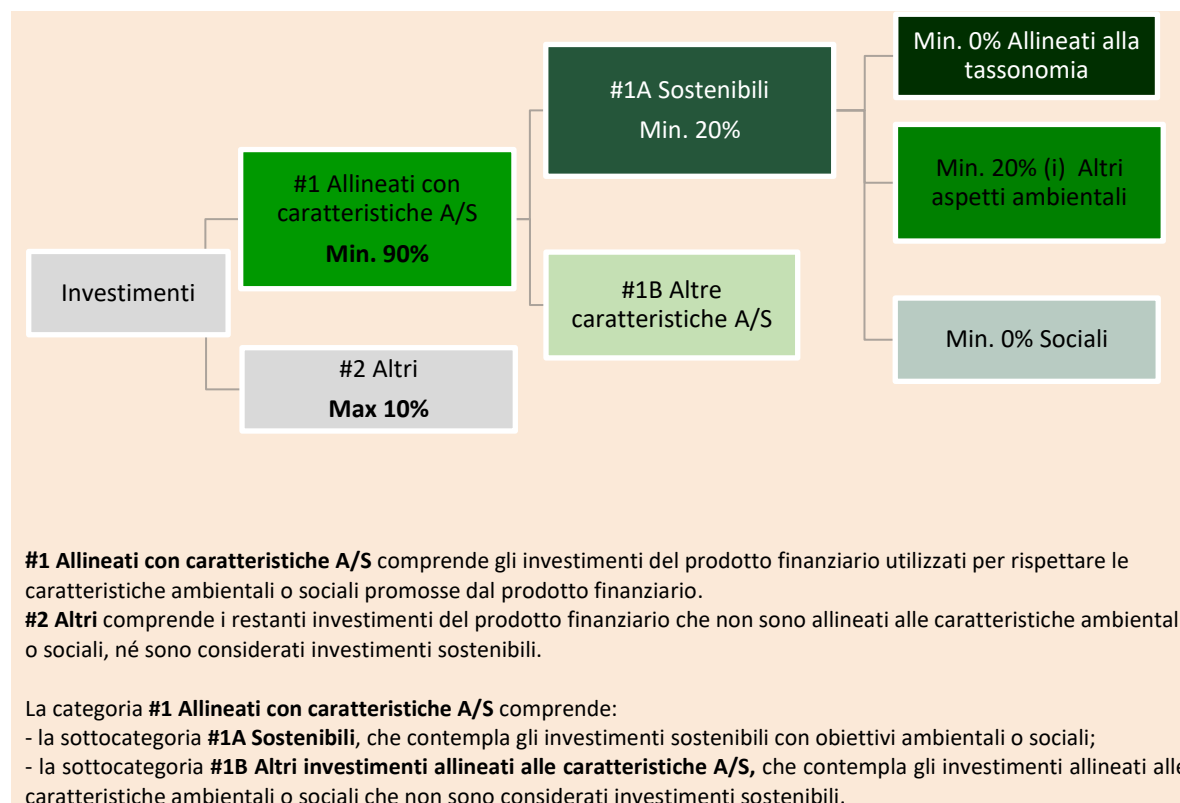 Investimenti
#1 Allineati con
caratteristiche A/S
Min. 90%
#2 Altri
Max 10%
#1A Sostenibili
Min. 20%
#1B Altre
caratteristiche A/S
Min. 0% Allineati alla
tassonomia
Min. 20% (i) Altri
aspetti ambientali
Min. 0% Sociali
#1 Allineati con caratteristiche A/S comprende gli investimenti del prodotto finanziario utilizzati per rispettare le
caratteristiche ambientali o sociali promosse dal prodotto finanziario.
#2 Altri comprende i restanti investimenti del prodotto finanziario che non sono allineati alle caratteristiche ambientali
o sociali, né sono considerati investimenti sostenibili.
La categoria #1 Allineati con caratteristiche A/S comprende:
- la sottocategoria #1A Sostenibili, che contempla gli investimenti sostenibili con obiettivi ambientali o sociali;
- la sottocategoria #1B Altri investimenti allineati alle caratteristiche A/S, che contempla gli investimenti allineati alle
caratteristiche ambientali o sociali che non sono considerati investimenti sostenibili.